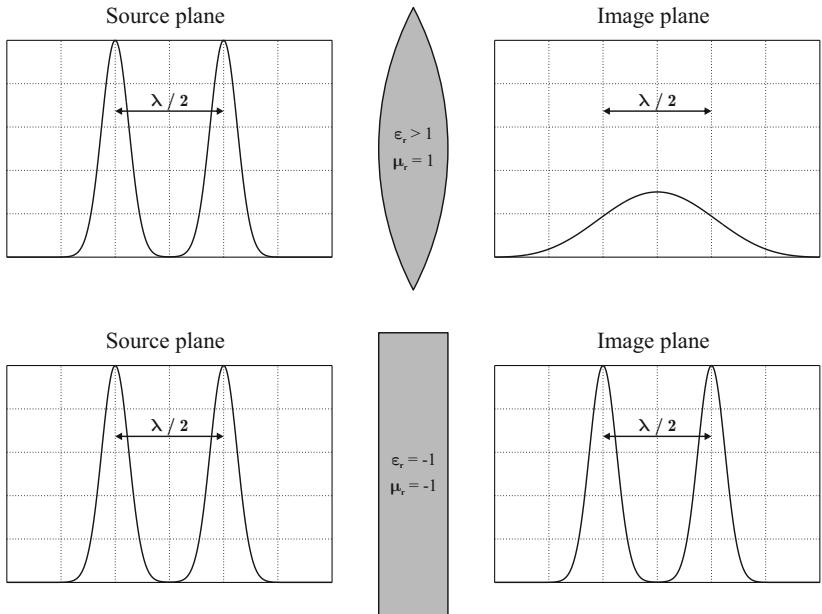 Source plane
Image plane
λ / 2
λ / 2
εᵣ > 1
μᵣ = 1
Source plane
Image plane
λ / 2
λ / 2
εᵣ = -1
μᵣ = -1